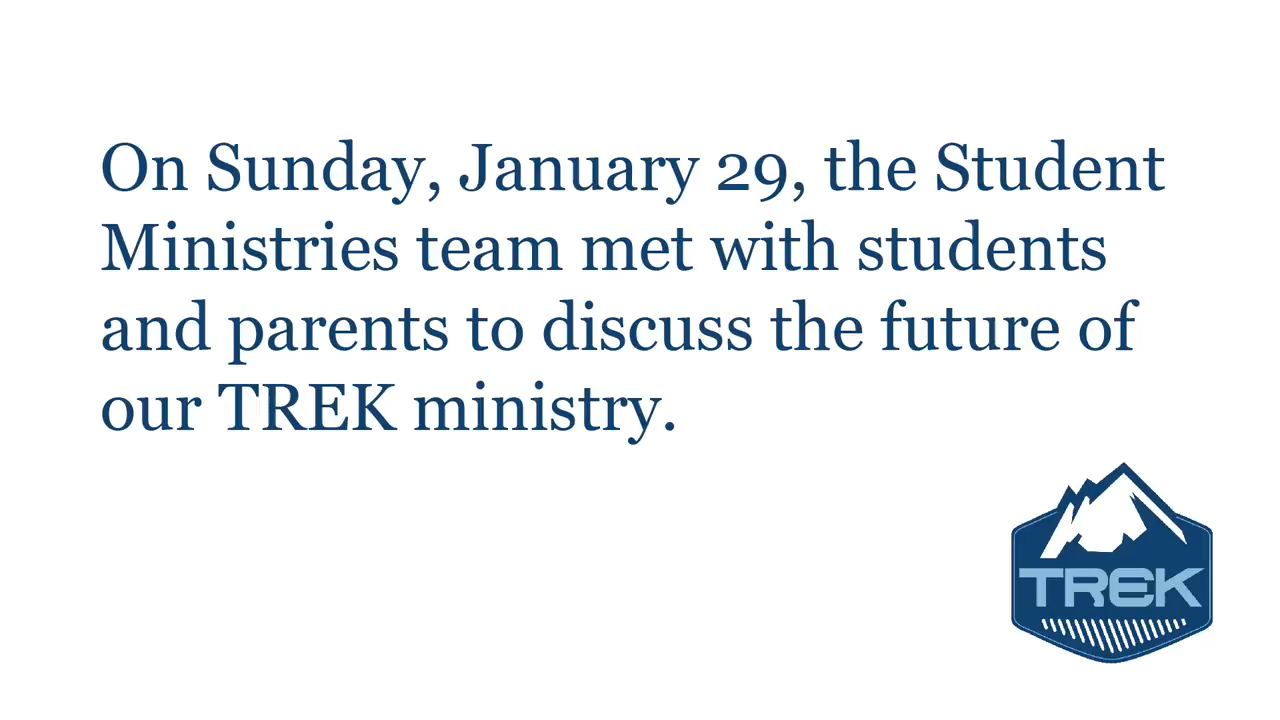 On Sunday, January 29, the Student
Ministries team met with students
and parents to discuss the future of
our TREK ministry.
TREK